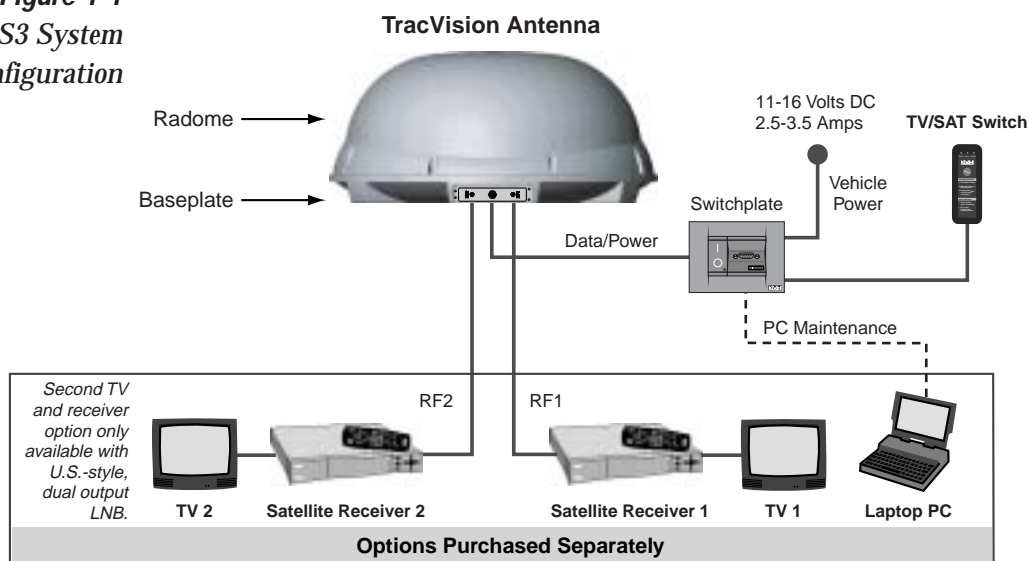 Figure 1-1
S3 System
nfiguration
TracVision Antenna
Radome
Baseplate
11-16 Volts DC
2.5-3.5 Amps
TV/SAT Switch
Vehicle
Power
Switchplate
Data/Power
PC Maintenance
Second TV
and receiver
option only
available with
U.S.-style,
dual output
LNB.
RF2
RF1
TV 2
Satellite Receiver 2
Satellite Receiver 1
TV 1
Laptop PC
Options Purchased Separately